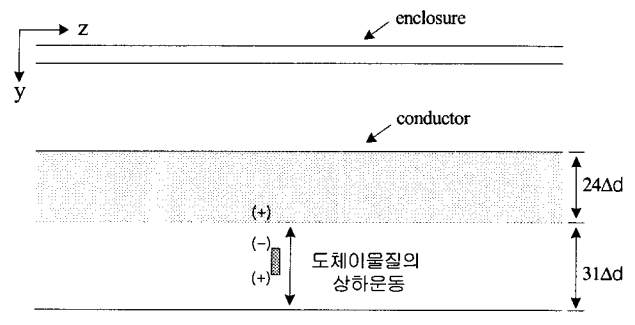 enclosure
z
y
conductor
24Δd
(+)
(−)
(+)
도체이물질의
상하운동
31Δd